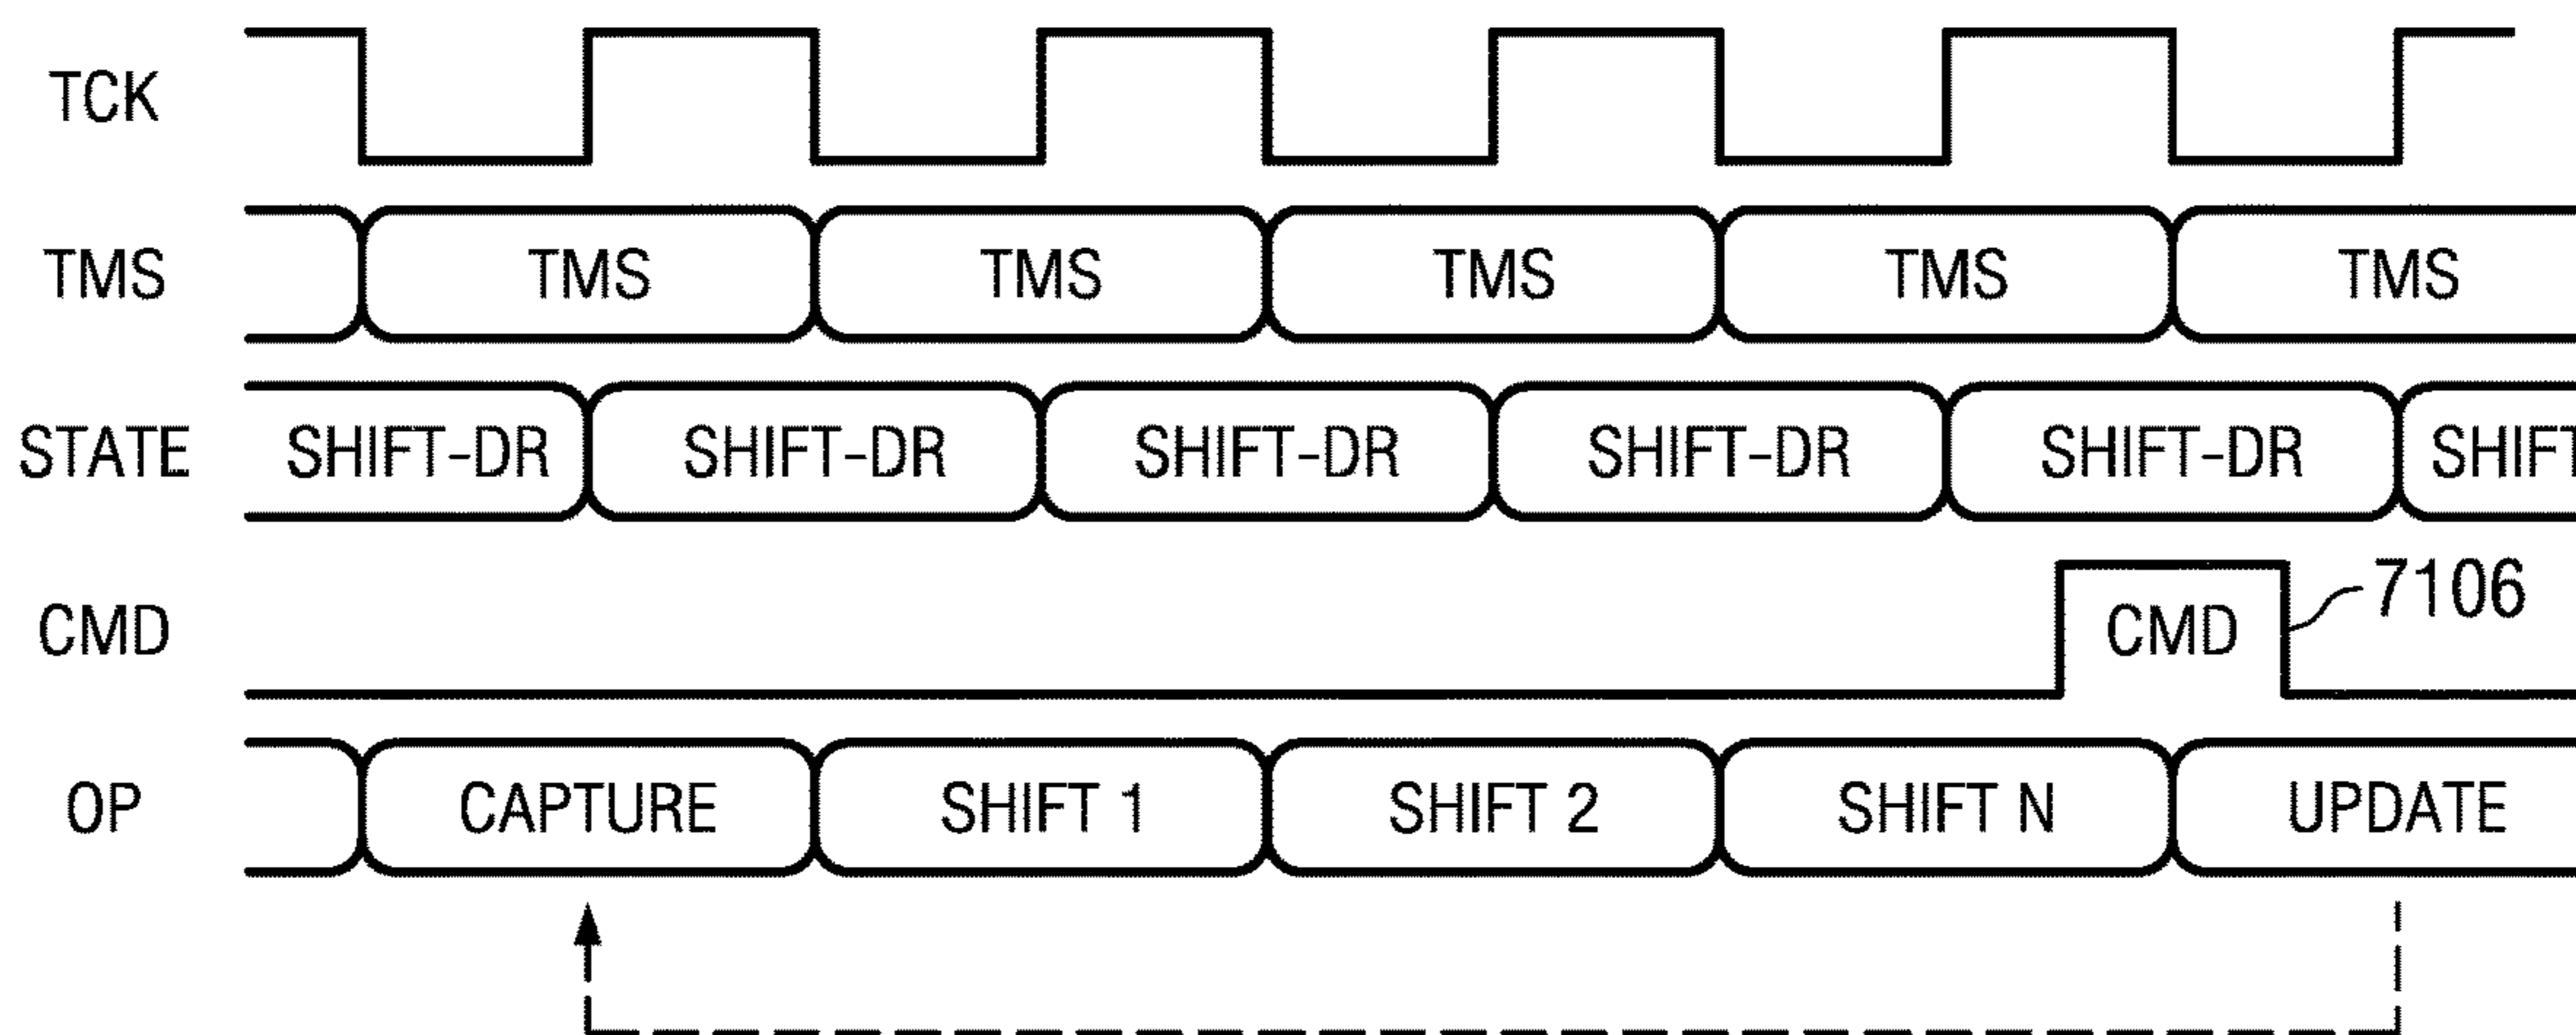 TCK
TMS TMS TMS TMS TMS TMS
STATE SHIFT-DR SHIFT-DR SHIFT-DR SHIFT-DR SHIFT-DR SHIFT
CMD CMD 7106
OP CAPTURE SHIFT 1 SHIFT 2 SHIFT N UPDATE